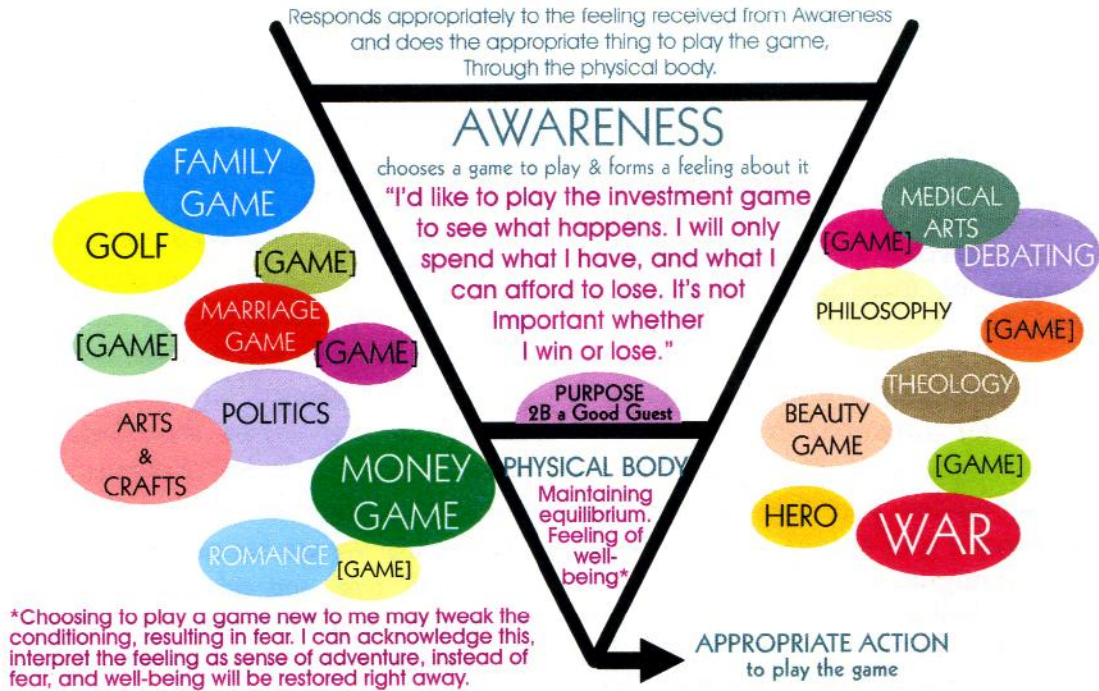 Responds appropriately to the feeling received from Awareness
and does the appropriate thing to play the game,
Through the physical body.
AWARENESS
chooses a game to play & forms a feeling about it
"I'd like to play the investment game
to see what happens. I will only
spend what I have, and what I
can afford to lose. It's not
Important whether
I win or lose."
PURPOSE
2B a Good Guest
PHYSICAL BODY
Maintaining
equilibrium.
Feeling of
well-
being*
APPROPRIATE ACTION
to play the game
FAMILY
GAME
GOLF
[GAME]
MARRIAGE
GAME
[GAME]
[GAME]
POLITICS
ARTS
&
CRAFTS
MONEY
GAME
ROMANCE
[GAME]
MEDICAL
ARTS
[GAME]
DEBATING
PHILOSOPHY
[GAME]
THEOLOGY
BEAUTY
GAME
[GAME]
HERO
WAR
*Choosing to play a game new to me may tweak the
conditioning, resulting in fear. I can acknowledge this,
interpret the feeling as sense of adventure, instead of
fear, and well-being will be restored right away.